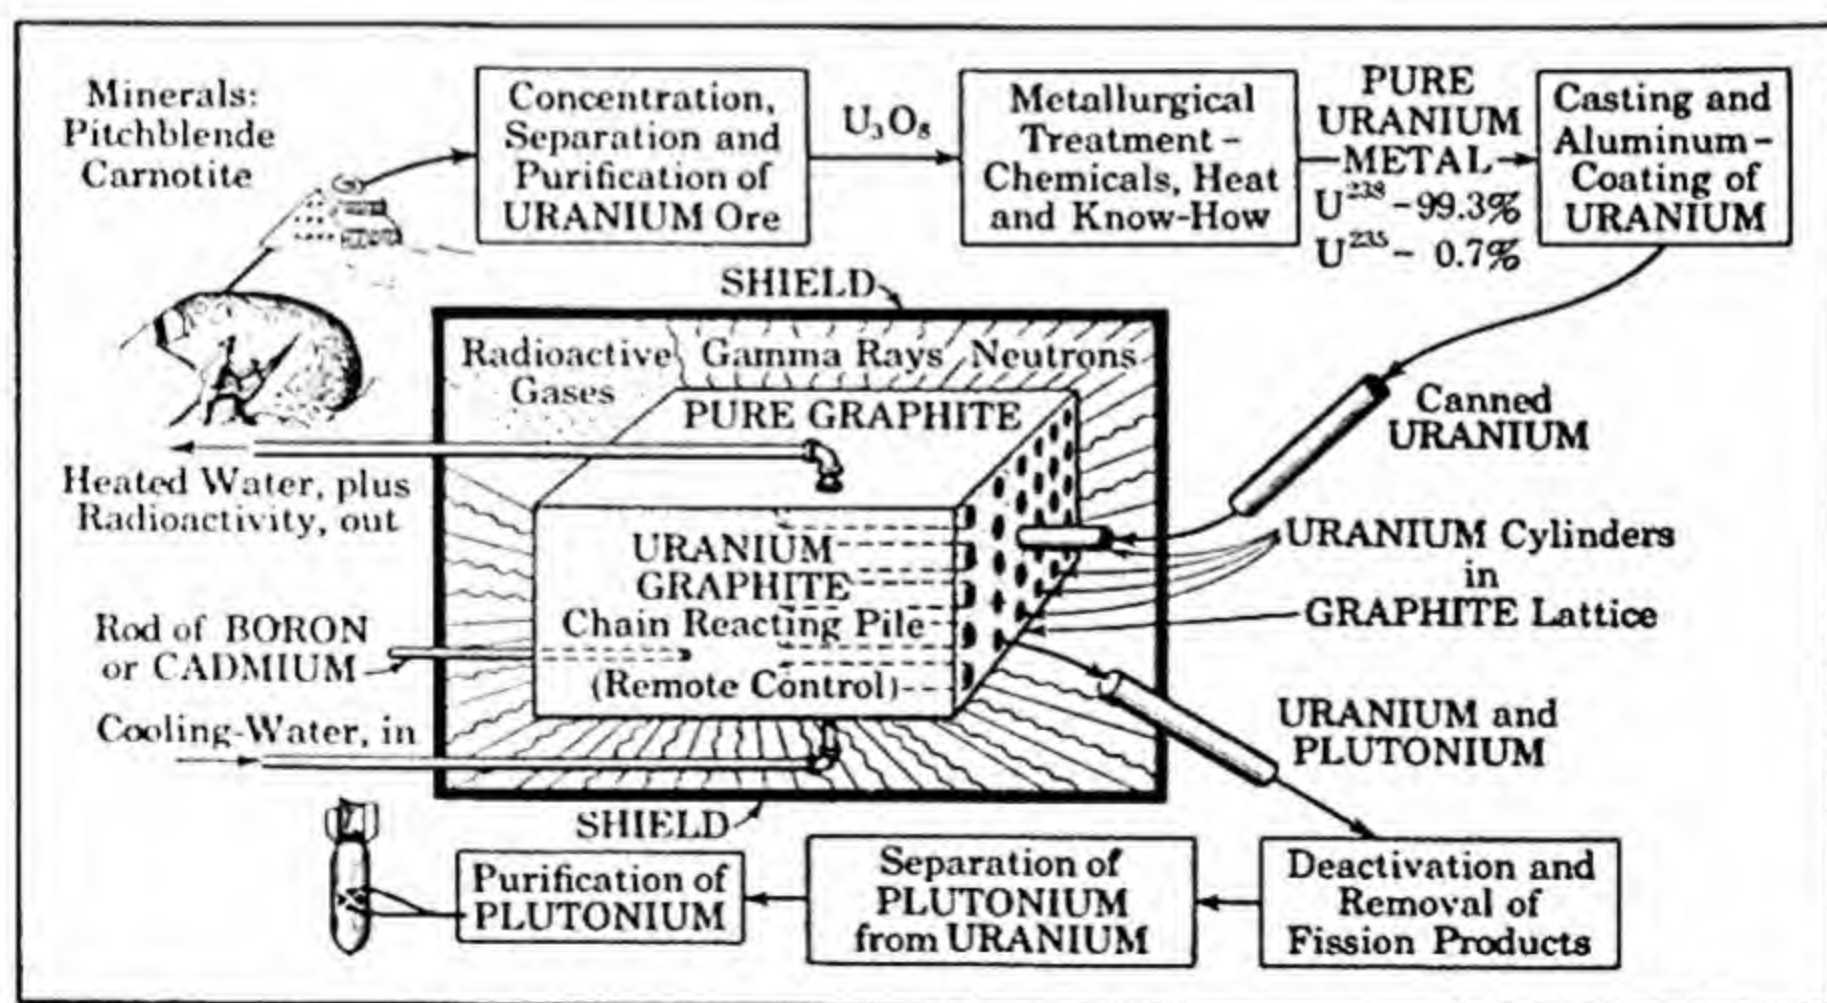 Minerals:
Pitchblende
Carnotite
Concentration,
Separation and
Purification of
URANIUM Ore
U₃O₈
Metallurgical
Treatment –
Chemicals, Heat
and Know-How
PURE
URANIUM
METAL
U²³⁸ – 99.3%
U²³⁵ – 0.7%
Casting and
Aluminum –
Coating of
URANIUM
SHIELD
Radioactive
Gases
Gamma Rays
Neutrons
PURE GRAPHITE
Canned
URANIUM
Heated Water, plus
Radioactivity, out
URANIUM
GRAPHITE
Chain Reacting Pile
(Remote Control)
URANIUM Cylinders
in
GRAPHITE Lattice
Rod of BORON
or CADMIUM
Cooling-Water, in
URANIUM and
PLUTONIUM
SHIELD
Purification of
PLUTONIUM
Separation of
PLUTONIUM
from URANIUM
Deactivation and
Removal of
Fission Products